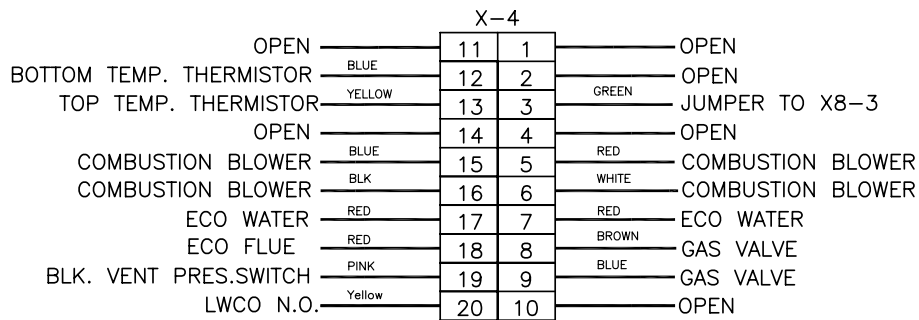 X-4
OPEN 11 1 OPEN
BOTTOM TEMP. THERMISTOR BLUE 12 2 OPEN
TOP TEMP. THERMISTOR YELLOW 13 3 GREEN JUMPER TO X8-3
OPEN 14 4 OPEN
COMBUSTION BLOWER BLUE 15 5 RED COMBUSTION BLOWER
COMBUSTION BLOWER BLK 16 6 WHITE COMBUSTION BLOWER
ECO WATER RED 17 7 RED ECO WATER
ECO FLUE RED 18 8 BROWN GAS VALVE
BLK. VENT PRES.SWITCH PINK 19 9 BLUE GAS VALVE
LWCO N.O. Yellow 20 10 OPEN